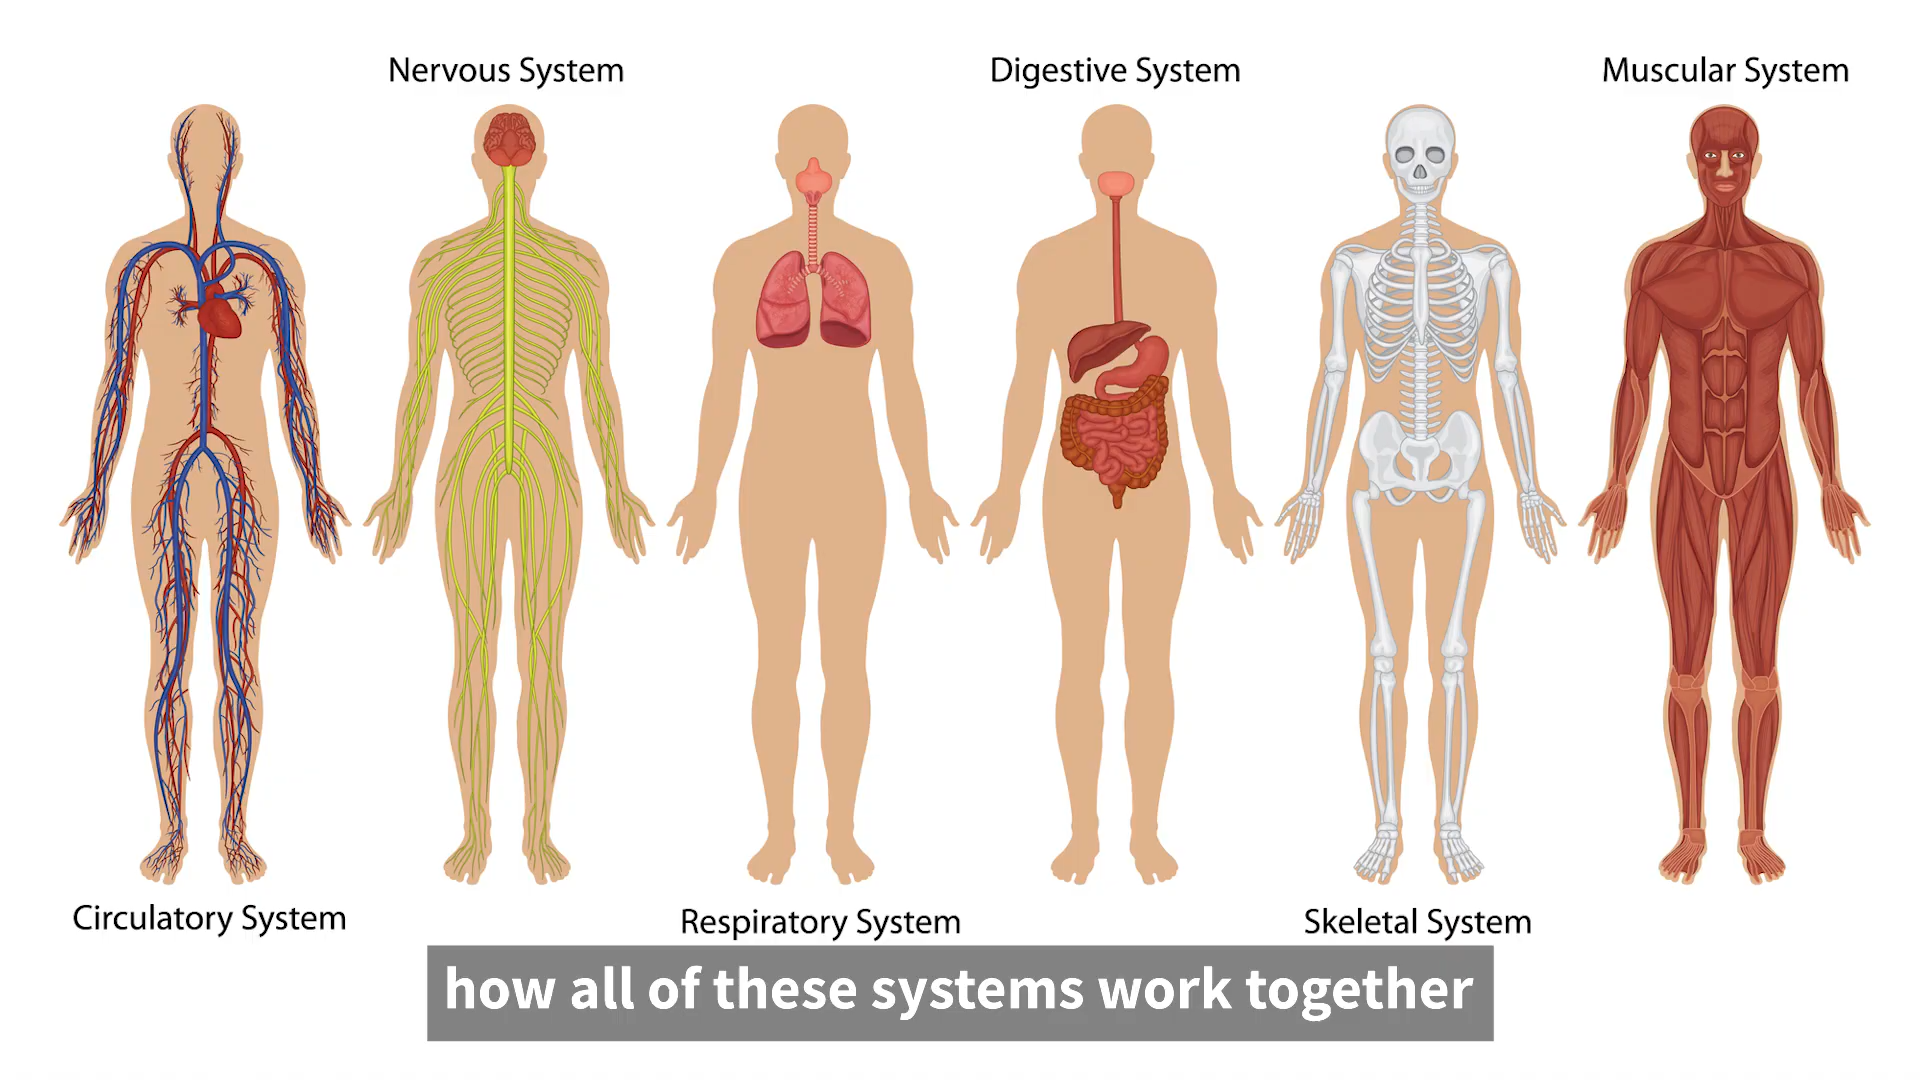 Nervous System
Digestive System
Muscular System
Circulatory System
Respiratory System
Skeletal System
how all of these systems work together